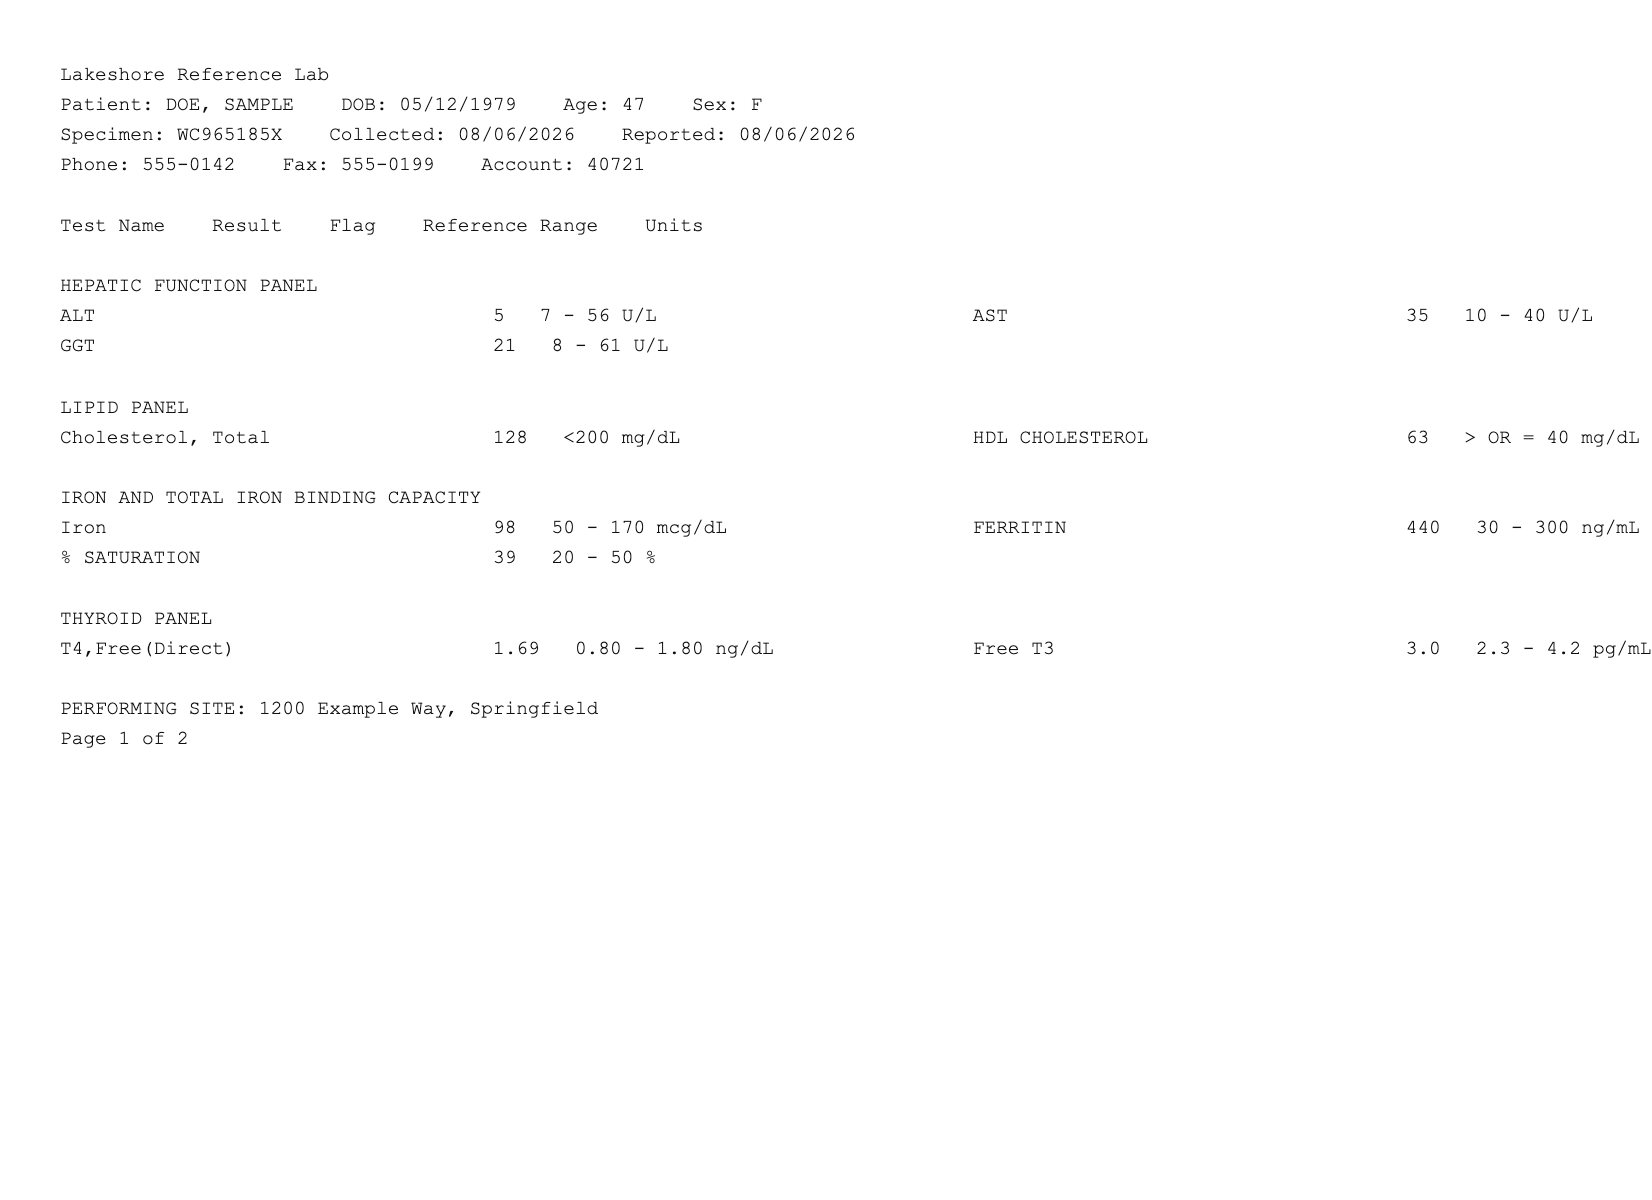 Lakeshore Reference Lab
Patient: DOE, SAMPLE    DOB: 05/12/1979    Age: 47    Sex: F
Specimen: WC965185X    Collected: 08/06/2026    Reported: 08/06/2026
Phone: 555-0142    Fax: 555-0199    Account: 40721
Test Name    Result    Flag    Reference Range    Units
HEPATIC FUNCTION PANEL
ALT    5   7 - 56 U/L    AST    35   10 - 40 U/L
GGT    21   8 - 61 U/L
LIPID PANEL
Cholesterol, Total    128   <200 mg/dL    HDL CHOLESTEROL    63   > OR = 40 mg/dL
IRON AND TOTAL IRON BINDING CAPACITY
Iron    98   50 - 170 mcg/dL    FERRITIN    440   30 - 300 ng/mL
% SATURATION    39   20 - 50 %
THYROID PANEL
T4,Free(Direct)    1.69   0.80 - 1.80 ng/dL    Free T3    3.0   2.3 - 4.2 pg/mL
PERFORMING SITE: 1200 Example Way, Springfield
Page 1 of 2